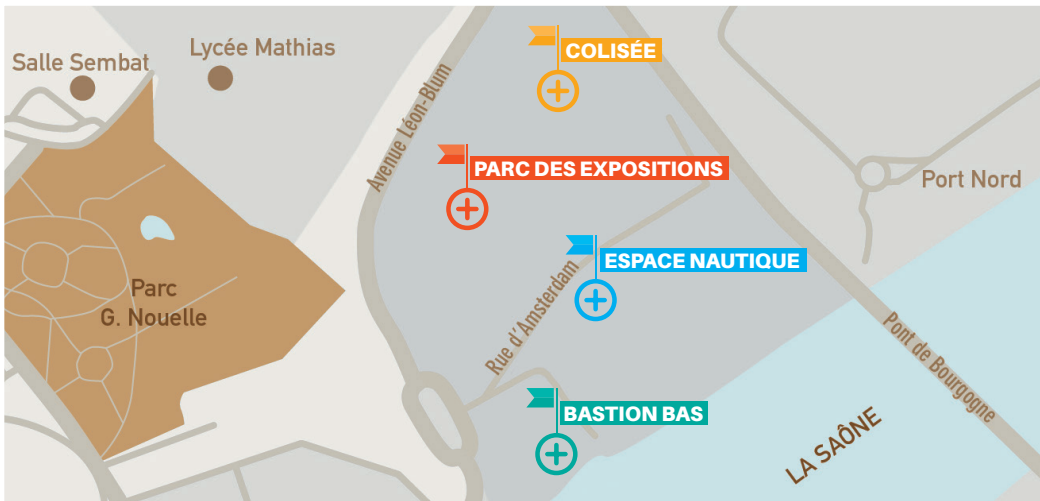 COLISÉE
Lycée Mathias
Salle Sembat
Avenue Léon-Blum
PARC DES EXPOSITIONS
Port Nord
ESPACE NAUTIQUE
Parc
G. Nouelle
Rue d'Amsterdam
Pont de Bourgogne
BASTION BAS
LA SAÔNE